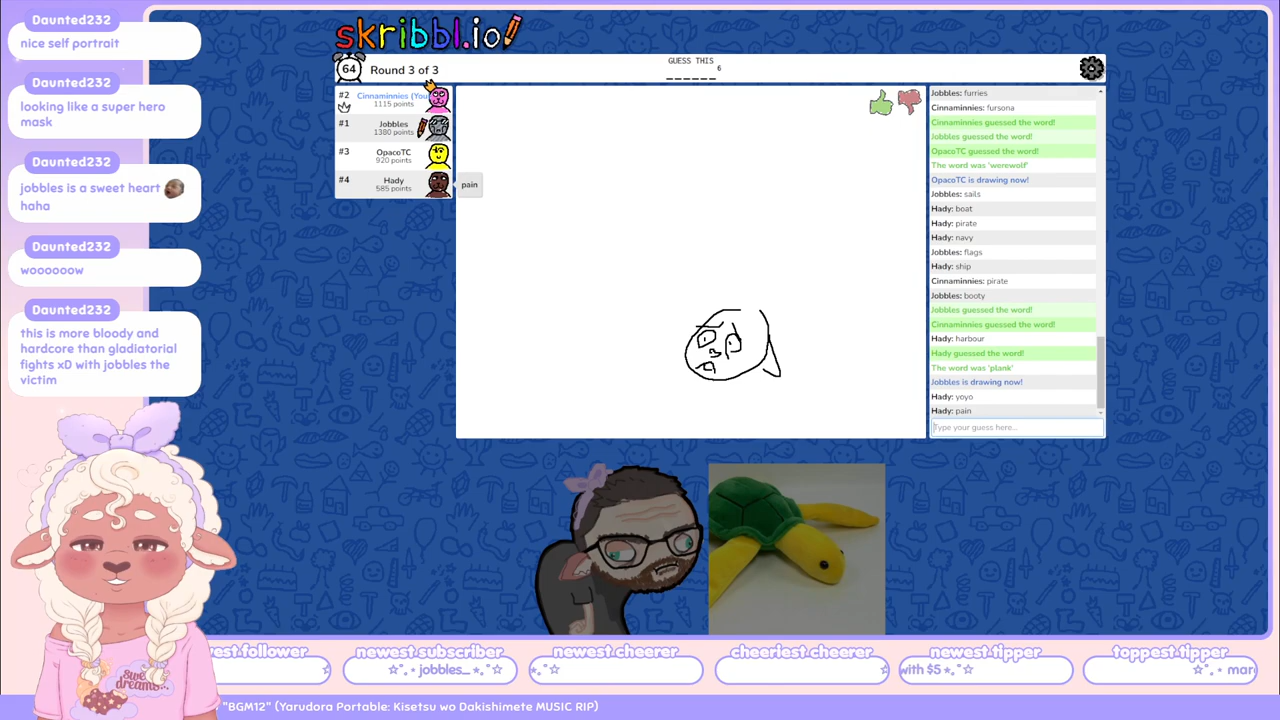 Daunted232
nice self portrait
Daunted232
looking like a super hero
mask
Daunted232
jobbles is a sweet heart
haha
Daunted232
woooooow
Daunted232
this is more bloody and
hardcore than gladiatorial
fights xD with jobbles the
victim
skribbl.io
64
Round 3 of 3
GUESS THIS
______ 6
#2
Cinnaminnies (You
1115 points
#1
Jobbles
1380 points
#3
OpacoTC
920 points
#4
Hady
585 points
pain
Jobbles: furries
Cinnaminnies: fursona
Cinnaminnies guessed the word!
Jobbles guessed the word!
OpacoTC guessed the word!
The word was 'werewolf'
OpacoTC is drawing now!
Jobbles: sails
Hady: boat
Hady: pirate
Hady: navy
Jobbles: flags
Hady: ship
Cinnaminnies: pirate
Jobbles: booty
Jobbles guessed the word!
Cinnaminnies guessed the word!
Hady: harbour
Hady guessed the word!
The word was 'plank'
Jobbles is drawing now!
Hady: yoyo
Hady: pain
Type your guess here...
west follower
newest subscriber
jobbles_
newest cheerer
cheeriest cheerer
newest tipper
with $5
toppest tipper
mar
"BGM12" (Yarudora Portable: Kisetsu wo Dakishimete MUSIC RIP)